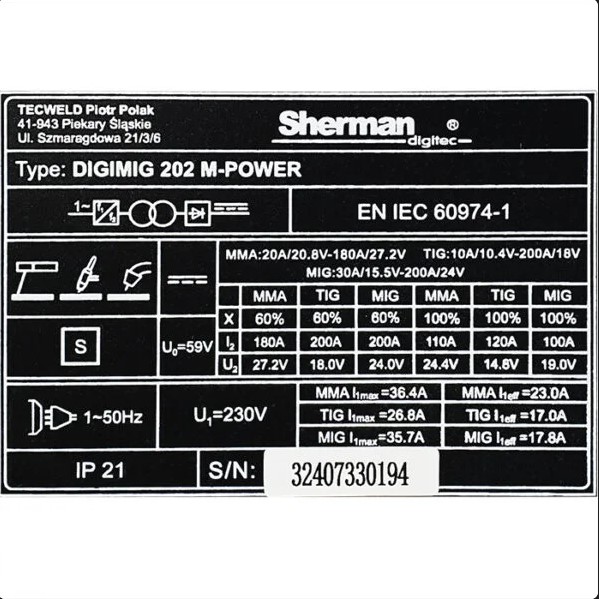 TECWELD Piotr Polak
41-943 Piekary Śląskie
Ul. Szmaragdowa 21/3/6
Sherman ®
digitec
Type: DIGIMIG 202 M-POWER
1~ f1 f2
EN IEC 60974-1
MMA:20A/20.8V-180A/27.2V TIG:10A/10.4V-200A/18V
MIG:30A/15.5V-200A/24V
MMA TIG MIG MMA TIG MIG
X 60% 60% 60% 100% 100% 100%
S U₀=59V I₂ 180A 200A 200A 110A 120A 100A
U₂ 27.2V 18.0V 24.0V 24.4V 14.8V 19.0V
1~50Hz U₁=230V
MMA I1max=36.4A MMA I1eff=23.0A
TIG I1max=26.8A TIG I1eff=17.0A
MIG I1max=35.7A MIG I1eff=17.8A
IP 21 S/N: 32407330194